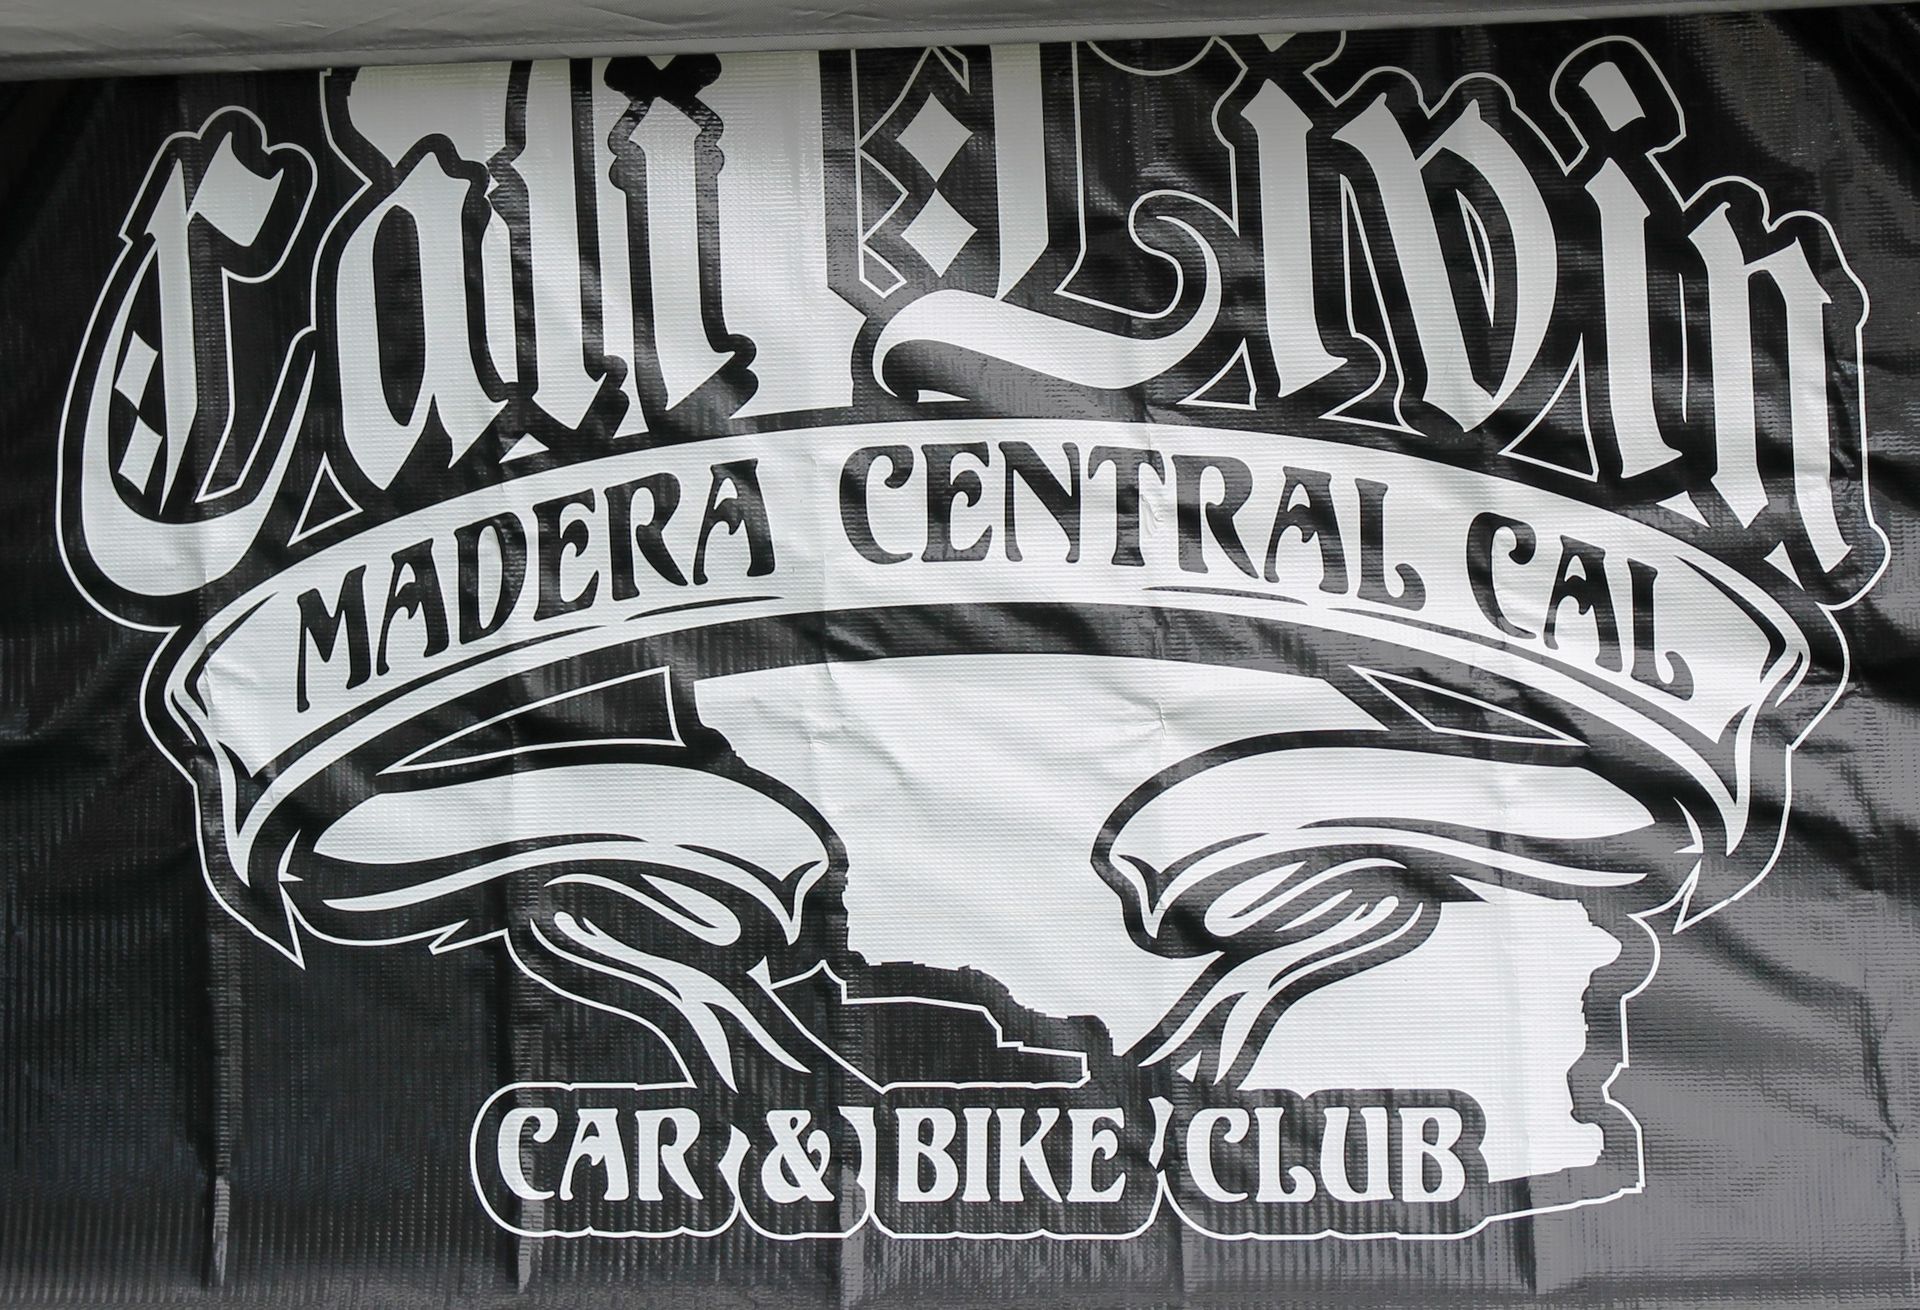 Cali Livin
MADERA CENTRAL CAL
CAR & BIKE CLUB